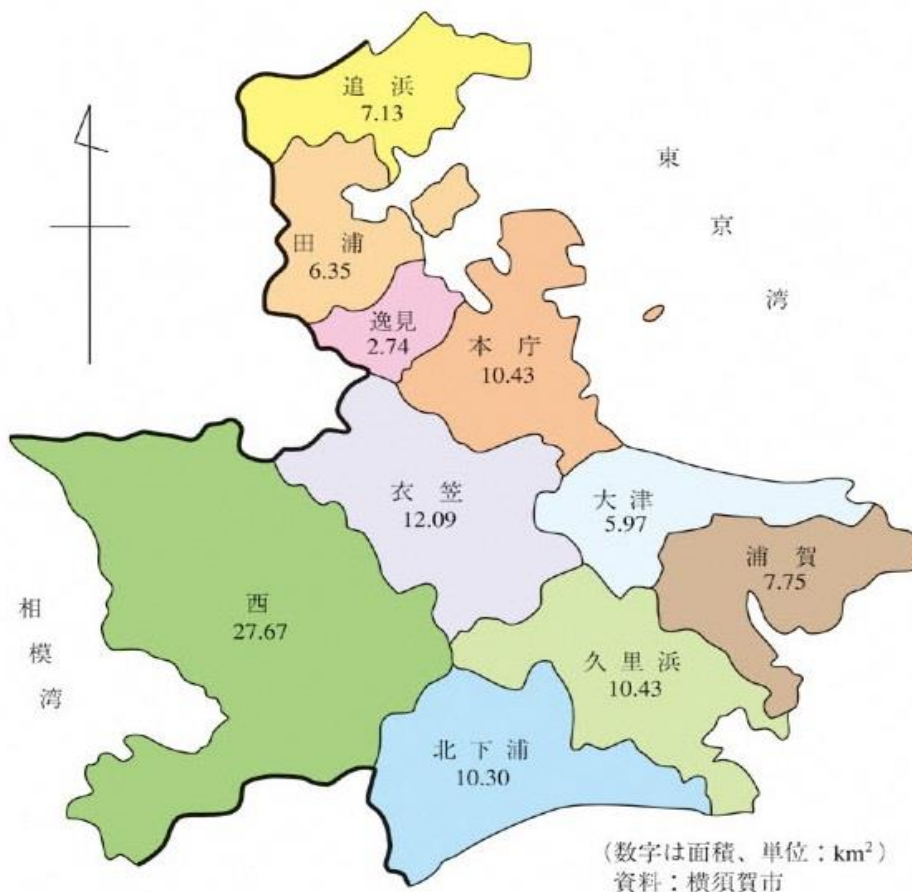 追浜
7.13
東京湾
田浦
6.35
逸見
2.74
本庁
10.43
衣笠
12.09
大津
5.97
浦賀
7.75
西
27.67
相模湾
久里浜
10.43
北下浦
10.30
(数字は面積、単位:km²)
資料:横須賀市